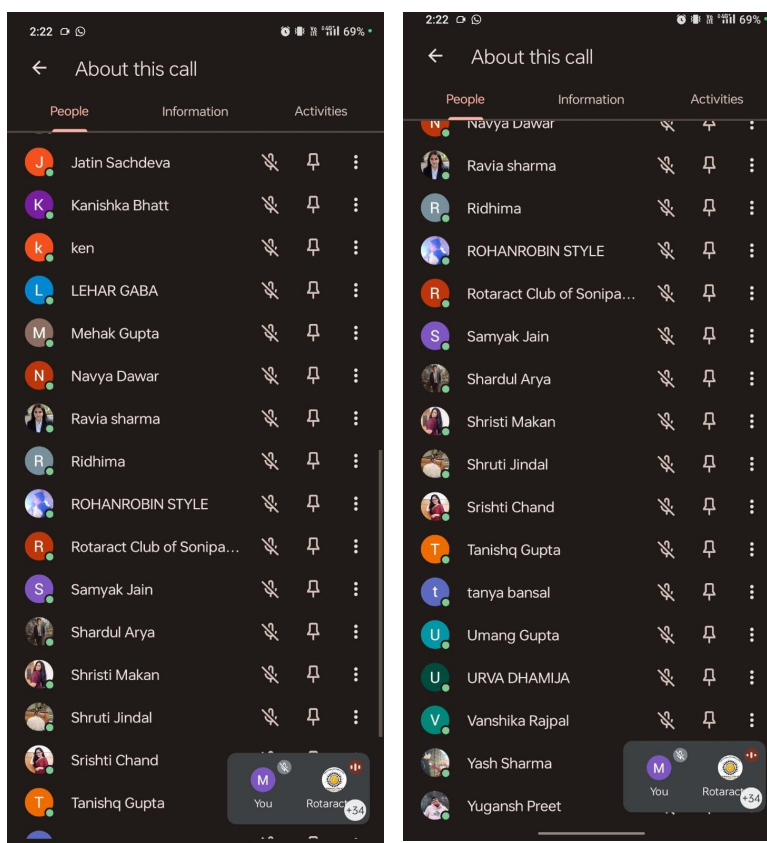 2:22 69%
About this call
People Information Activities
J Jatin Sachdeva
K Kanishka Bhatt
k ken
L LEHAR GABA
M Mehak Gupta
N Navya Dawar
Ravia sharma
R Ridhima
ROHANROBIN STYLE
R Rotaract Club of Sonipa...
S Samyak Jain
Shardul Arya
Shristi Makan
Shruti Jindal
Srishti Chand
T Tanishq Gupta
M
You Rotarac +34
2:22 69%
About this call
People Information Activities
N Navya Dawar
Ravia sharma
R Ridhima
ROHANROBIN STYLE
R Rotaract Club of Sonipa...
S Samyak Jain
Shardul Arya
Shristi Makan
Shruti Jindal
Srishti Chand
T Tanishq Gupta
t tanya bansal
U Umang Gupta
U URVA DHAMIJA
V Vanshika Rajpal
Yash Sharma
Yugansh Preet
M
You Rotarac +34